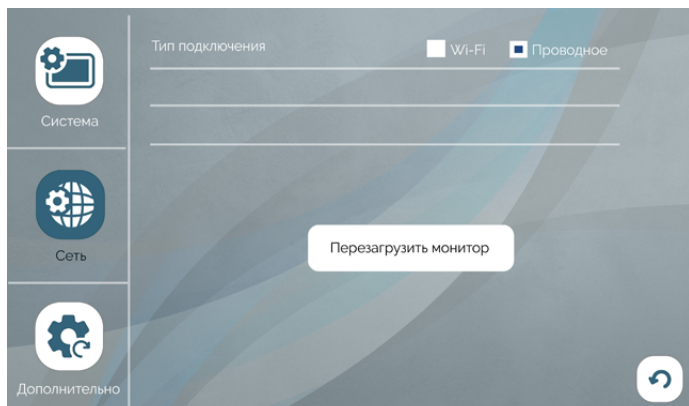 Тип подключения
Wi-Fi
Проводное
Система
Сеть
Перезагрузить монитор
Дополнительно